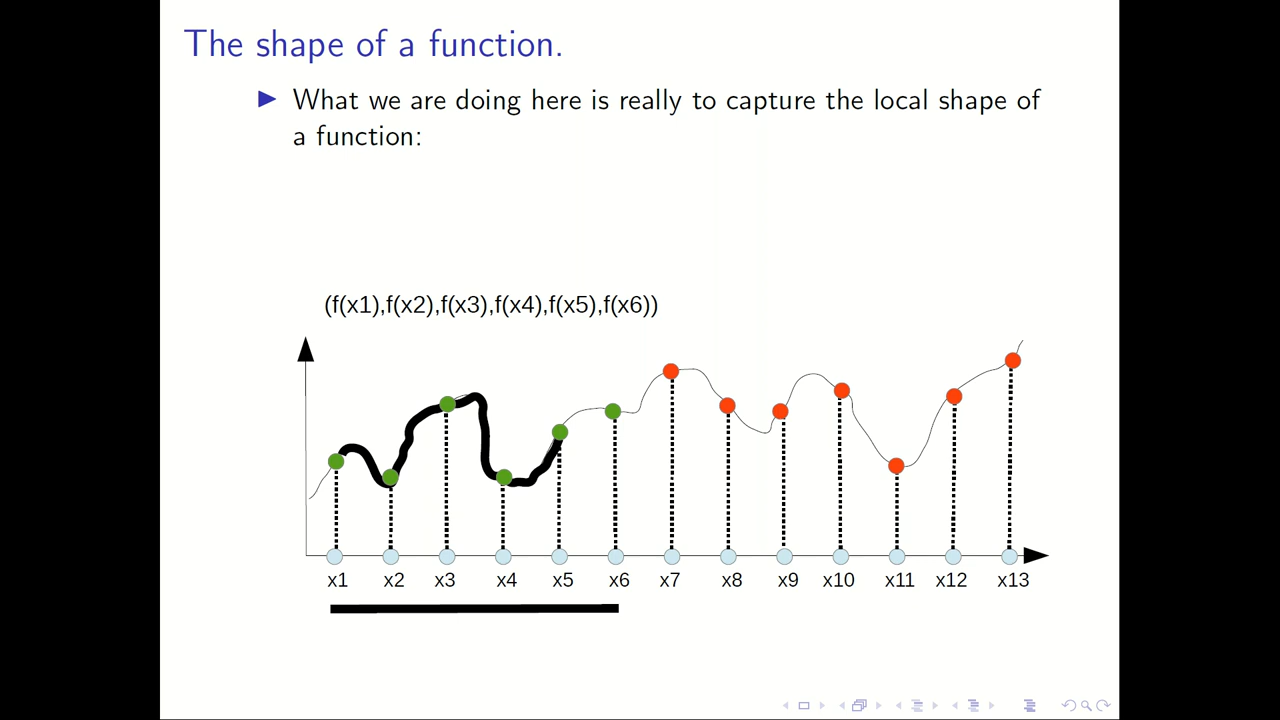 The shape of a function.
What we are doing here is really to capture the local shape of
a function:
(f(x1),f(x2),f(x3),f(x4),f(x5),f(x6))
x1 x2 x3 x4 x5 x6 x7 x8 x9 x10 x11 x12 x13